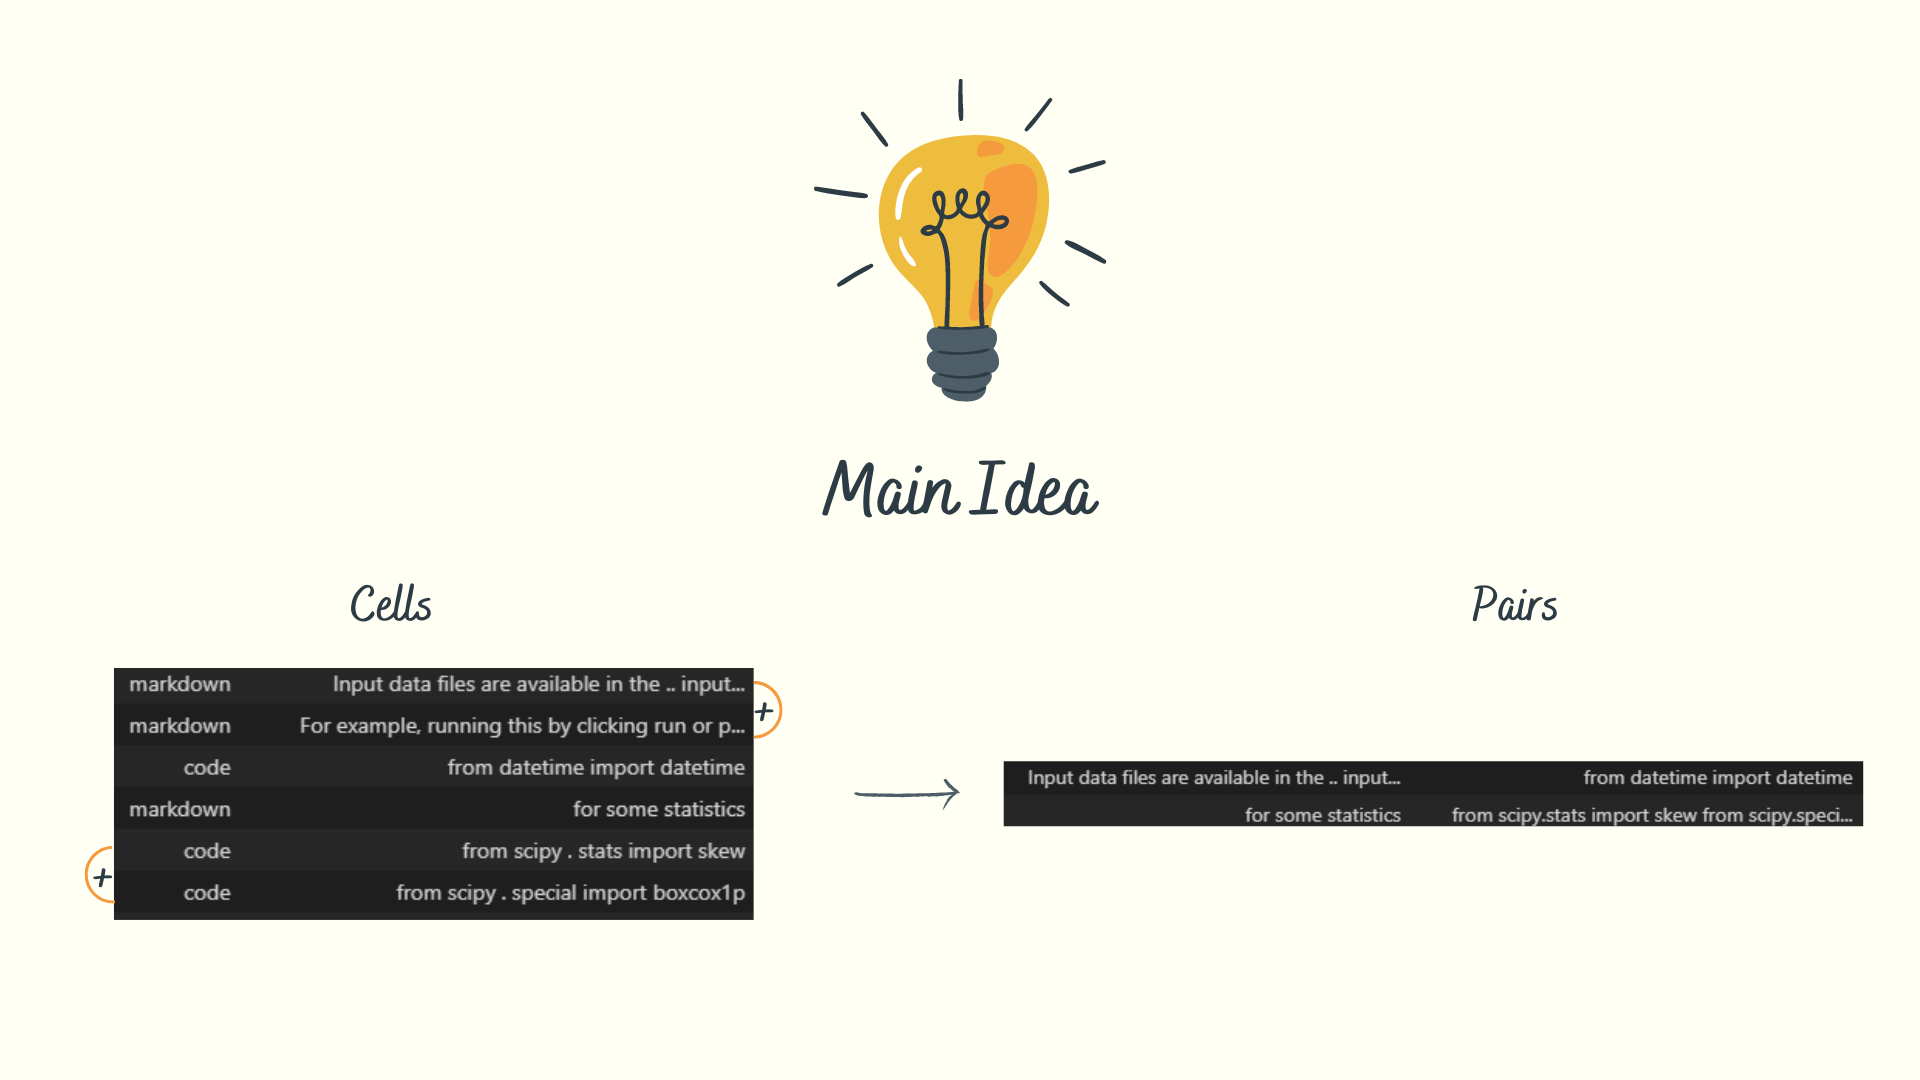 Main Idea
Cells
Pairs
markdown Input data files are available in the .. input...
+
markdown For example, running this by clicking run or p...
code from datetime import datetime
markdown for some statistics
code from scipy . stats import skew
+
code from scipy . special import boxcox1p
Input data files are available in the .. input... from datetime import datetime
for some statistics from scipy.stats import skew from scipy.speci...